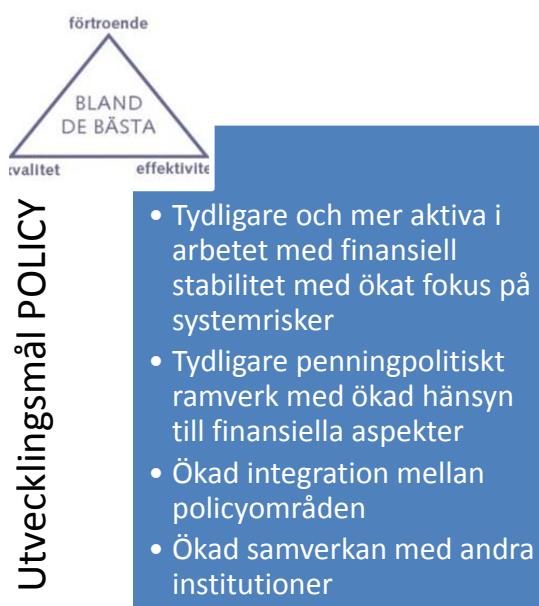 förtroende
BLAND
DE BÄSTA
valitet effektivite
Utvecklingsmål POLICY
• Tydligare och mer aktiva i
arbetet med finansiell
stabilitet med ökat fokus på
systemrisker
• Tydligare penningpolitiskt
ramverk med ökad hänsyn
till finansiella aspekter
• Ökad integration mellan
policyområden
• Ökad samverkan med andra
institutioner